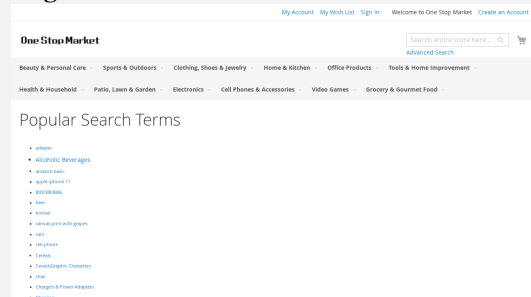 My Account My Wish List Sign In Welcome to One Stop Market Create an Account
One Stop Market
Search entire store here...
Advanced Search
Beauty & Personal Care Sports & Outdoors Clothing, Shoes & Jewelry Home & Kitchen Office Products Tools & Home Improvement
Health & Household Patio, Lawn & Garden Electronics Cell Phones & Accessories Video Games Grocery & Gourmet Food
Popular Search Terms
adaptor
Alcoholic Beverages
amazon basic
apple iphone 11
beer
bonsai
canvas print with grapes
cars
cell phone
Cereals
CerealsGraphic Characters
chair
Chargers & Power Adapters